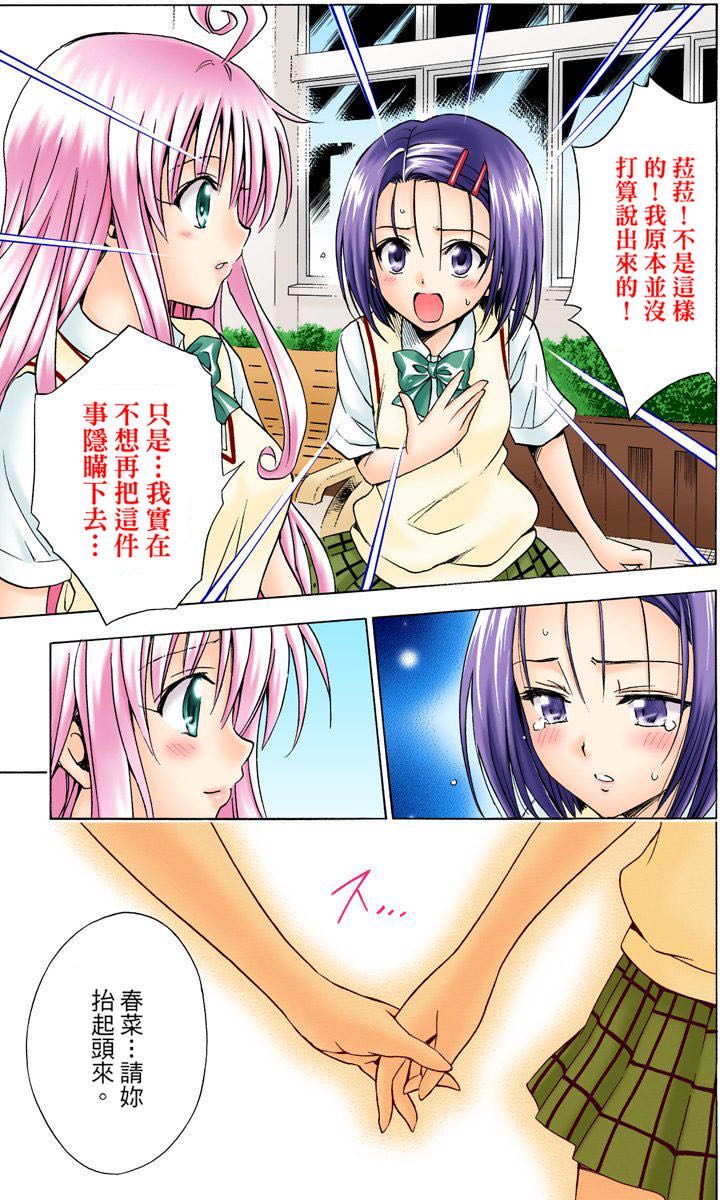 菈菈！不是這樣
的！我原本並沒
打算說出來的！
只是…我實在
不想再把這件
事隱瞞下去…
ス…
春菜…請妳
抬起頭來。